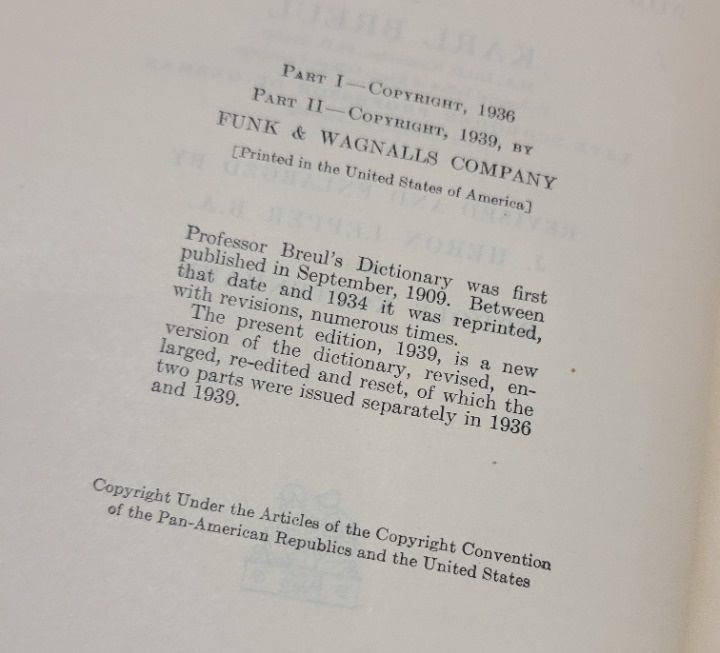 PART I—COPYRIGHT, 1936
PART II—COPYRIGHT, 1939, BY
FUNK & WAGNALLS COMPANY
[Printed in the United States of America]
Professor Breul's Dictionary was first
published in September, 1909. Between
that date and 1934 it was reprinted,
with revisions, numerous times.
The present edition, 1939, is a new
version of the dictionary, revised, en-
larged, re-edited and reset, of which the
two parts were issued separately in 1936
and 1939.
Copyright Under the Articles of the Copyright Convention
of the Pan-American Republics and the United States